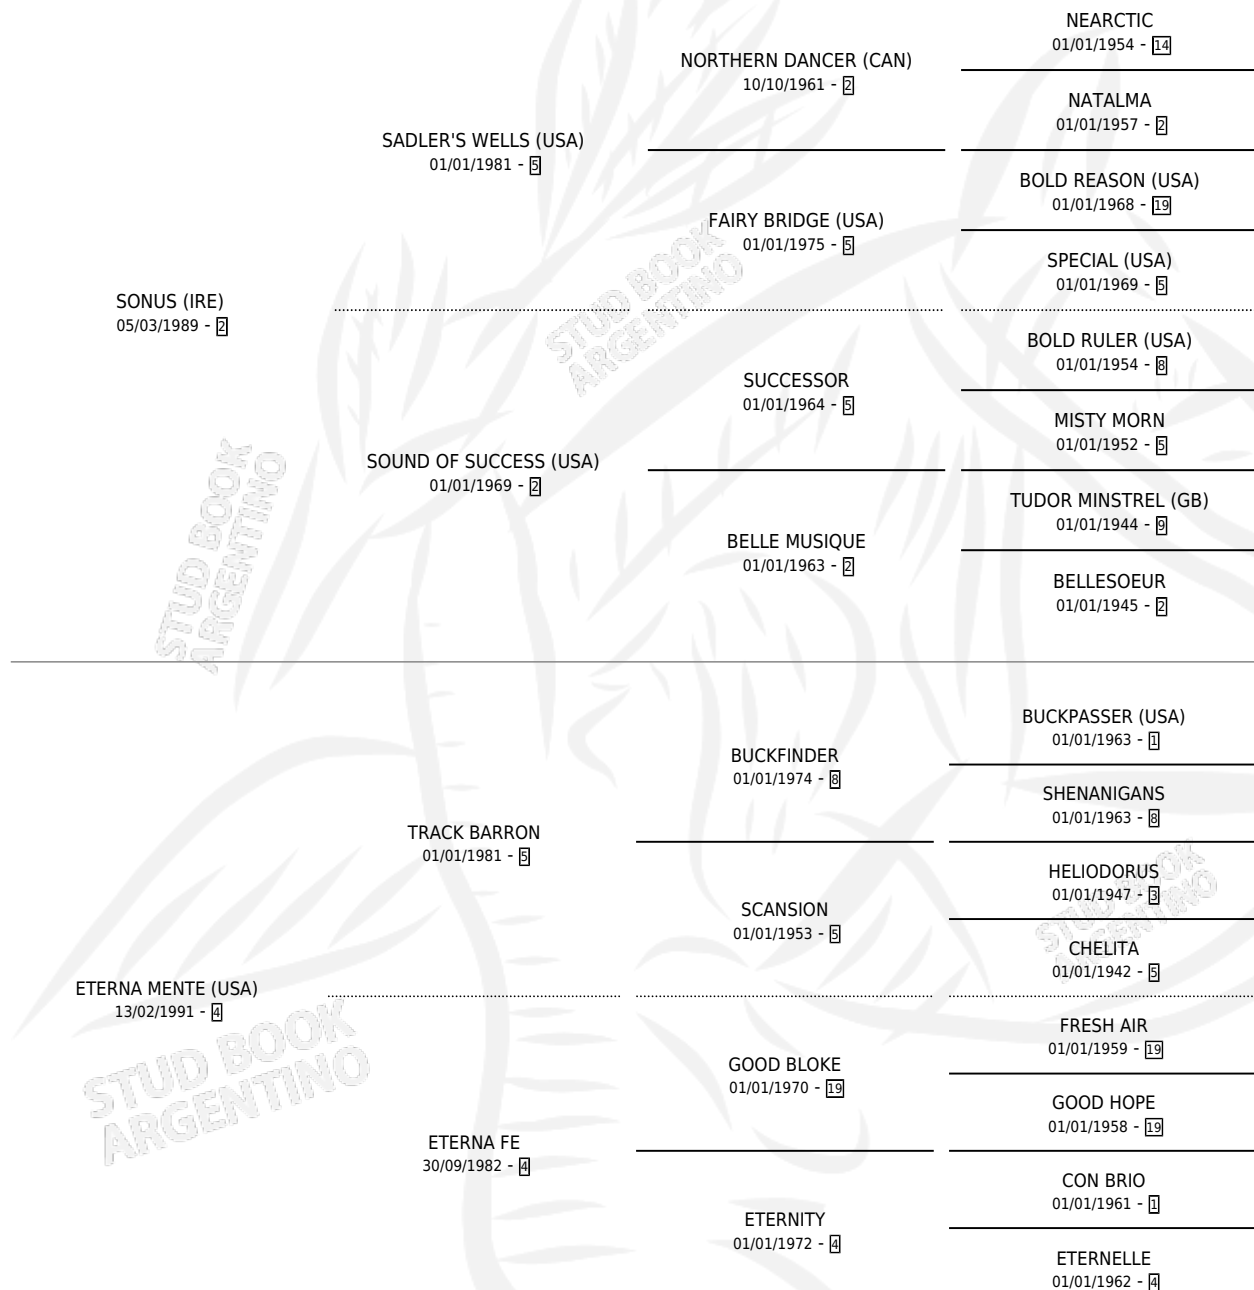 NEARCTIC
01/01/1954 - 14
NORTHERN DANCER (CAN)
10/10/1961 - 2
NATALMA
01/01/1957 - 2
SADLER'S WELLS (USA)
01/01/1981 - 5
BOLD REASON (USA)
01/01/1968 - 19
FAIRY BRIDGE (USA)
01/01/1975 - 5
SPECIAL (USA)
01/01/1969 - 5
SONUS (IRE)
05/03/1989 - 2
STUD BOOK
ARGENTINO
BOLD RULER (USA)
01/01/1954 - 8
SUCCESSOR
01/01/1964 - 5
MISTY MORN
01/01/1952 - 5
SOUND OF SUCCESS (USA)
01/01/1969 - 2
TUDOR MINSTREL (GB)
01/01/1944 - 9
BELLE MUSIQUE
01/01/1963 - 2
BELLESOEUR
01/01/1945 - 2
STUD BOOK
ARGENTINO
BUCKPASSER (USA)
01/01/1963 - 1
BUCKFINDER
01/01/1974 - 8
SHENANIGANS
01/01/1963 - 8
TRACK BARRON
01/01/1981 - 5
HELIODORUS
01/01/1947 - 3
SCANSION
01/01/1953 - 5
CHELITA
01/01/1942 - 5
STUD BOOK
ARGENTINO
ETERNA MENTE (USA)
13/02/1991 - 4
FRESH AIR
01/01/1959 - 19
GOOD BLOKE
01/01/1970 - 19
GOOD HOPE
01/01/1958 - 19
STUD BOOK
ARGENTINO
ETERNA FE
30/09/1982 - 4
CON BRIO
01/01/1961 - 1
ETERNITY
01/01/1972 - 4
ETERNELLE
01/01/1962 - 4